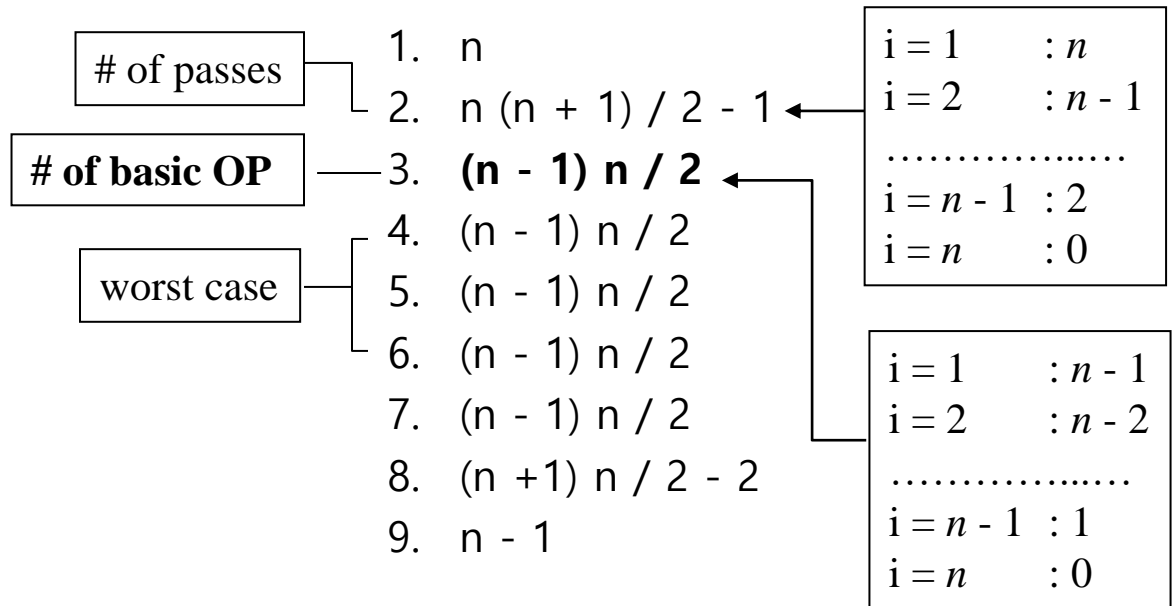 # of passes
# of basic OP
worst case
1. n
2. n (n + 1) / 2 - 1
3. (n - 1) n / 2
4. (n - 1) n / 2
5. (n - 1) n / 2
6. (n - 1) n / 2
7. (n - 1) n / 2
8. (n +1) n / 2 - 2
9. n - 1
i = 1 : n
i = 2 : n - 1
…………...…
i = n - 1 : 2
i = n : 0
i = 1 : n - 1
i = 2 : n - 2
…………...…
i = n - 1 : 1
i = n : 0